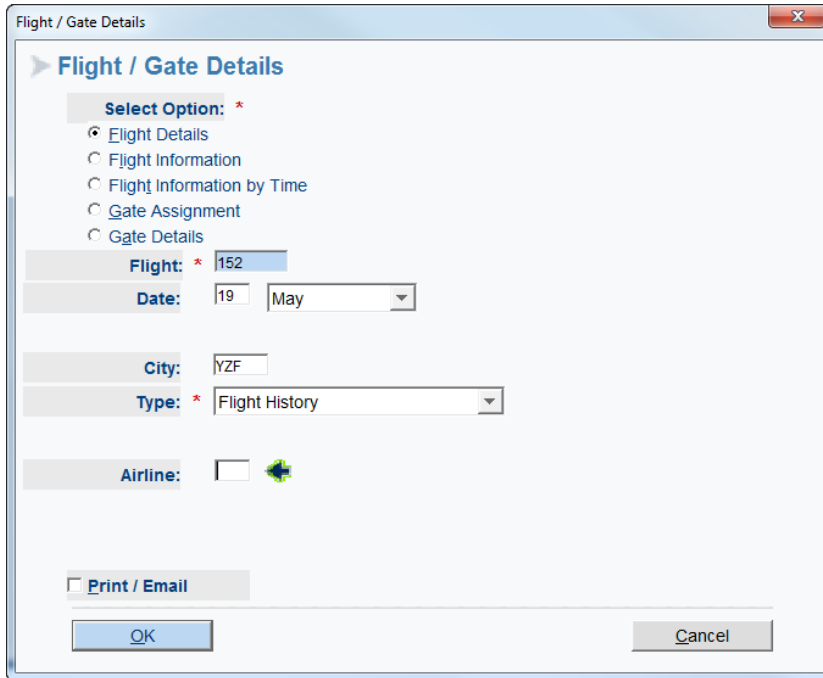 Flight / Gate Details
Flight / Gate Details
Select Option: *
Flight Details
Flight Information
Flight Information by Time
Gate Assignment
Gate Details
Flight: * 152
Date: 19 May
City: YZF
Type: * Flight History
Airline:
Print / Email
OK Cancel